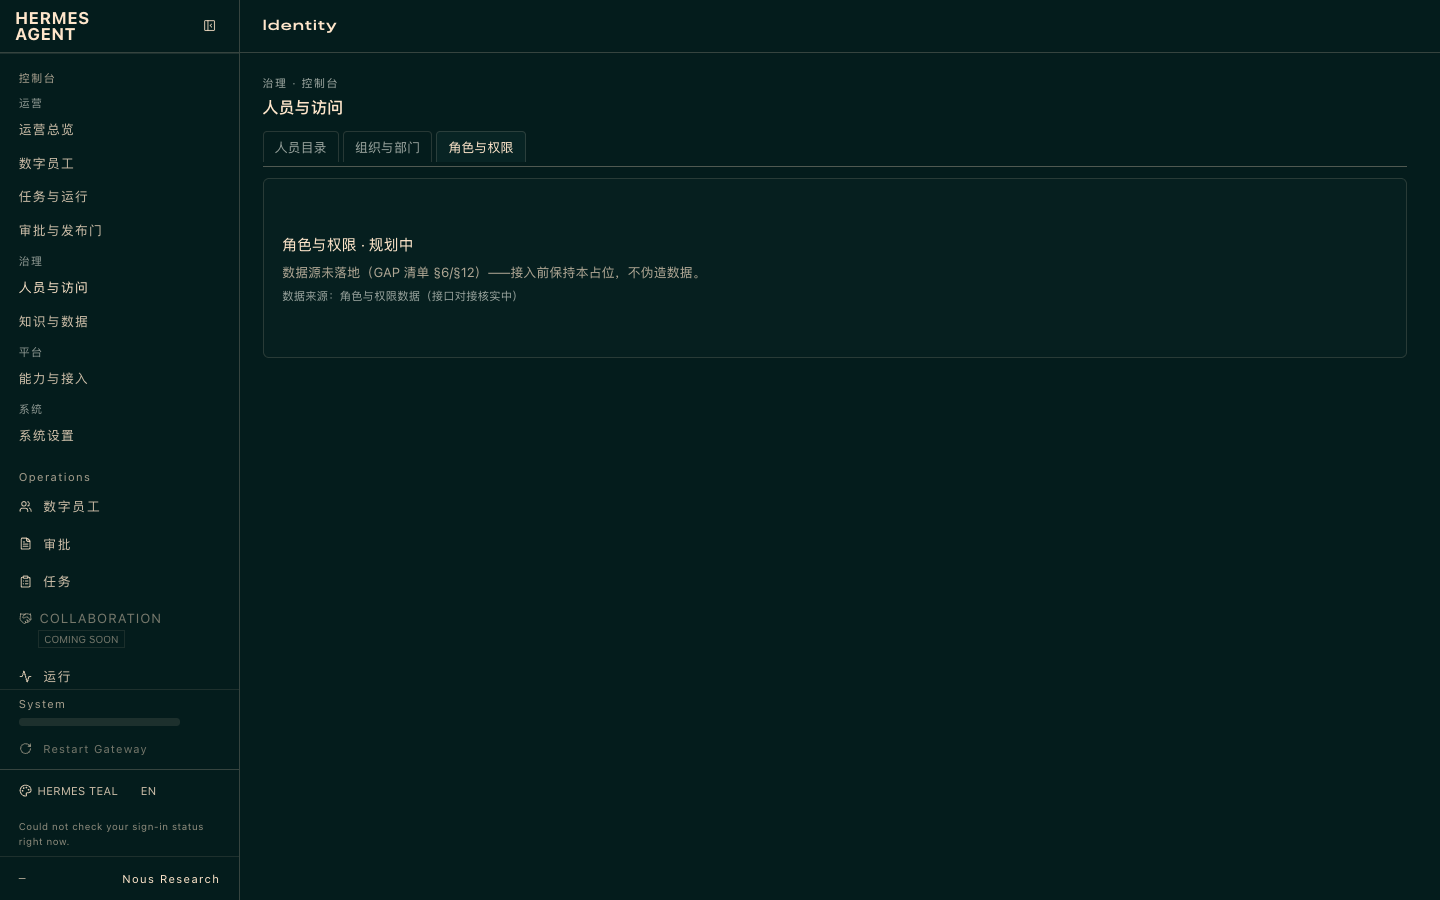 HERMES
AGENT
控制台
运营
运营总览
数字员工
任务与运行
审批与发布门
治理
人员与访问
知识与数据
平台
能力与接入
系统
系统设置
Operations
数字员工
审批
任务
COLLABORATION
COMING SOON
运行
System
Restart Gateway
HERMES TEAL EN
Could not check your sign-in status
right now.
— Nous Research
Identity
治理 · 控制台
人员与访问
人员目录 组织与部门 角色与权限
角色与权限 · 规划中
数据源未落地（GAP 清单 §6/§12）——接入前保持本占位，不伪造数据。
数据来源：角色与权限数据（接口对接核实中）